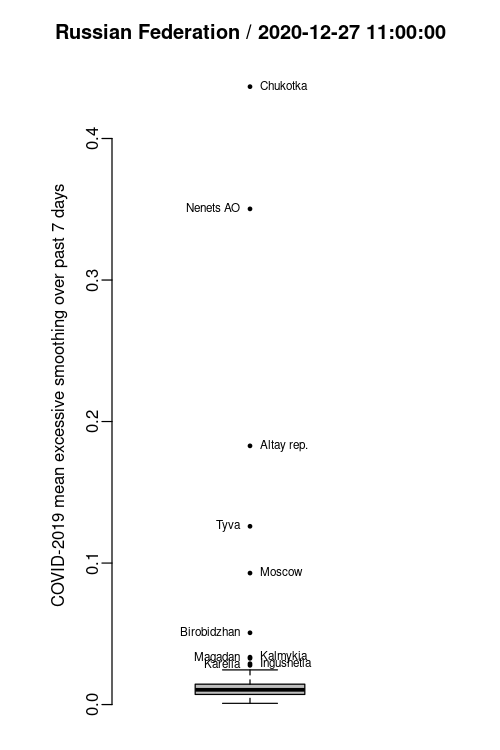 Russian Federation / 2020-12-27 11:00:00
COVID-2019 mean excessive smoothing over past 7 days
0.4
0.3
0.2
0.1
0.0
Chukotka
Nenets AO
Altay rep.
Tyva
Moscow
Birobidzhan
Magadan
Kalmykia
Karelia
Ingushetia